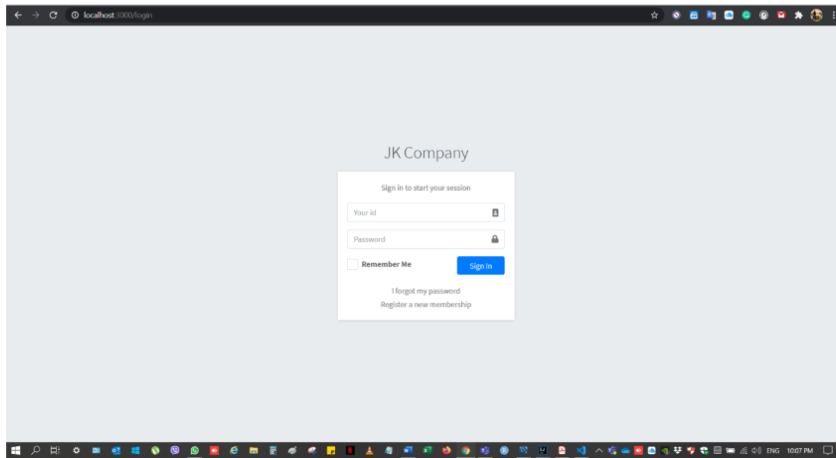 localhost:3000/login
JK Company
Sign in to start your session
Your id
Password
Remember Me
Sign In
I forgot my password
Register a new membership
ENG 10:07 PM